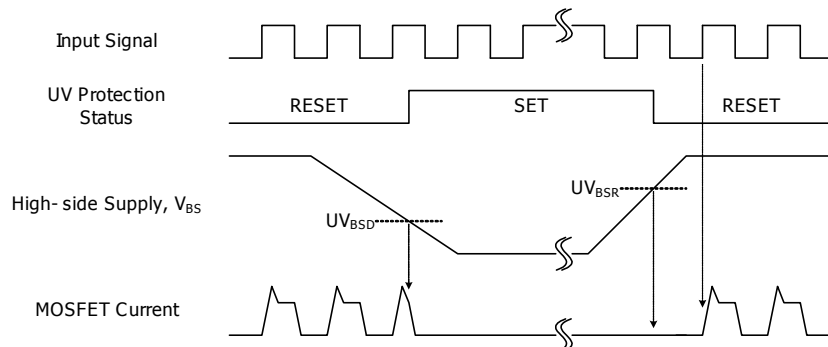 Input Signal
UV Protection
Status
RESET
SET
RESET
High- side Supply, VBS
UVBSD
UVBSR
MOSFET Current